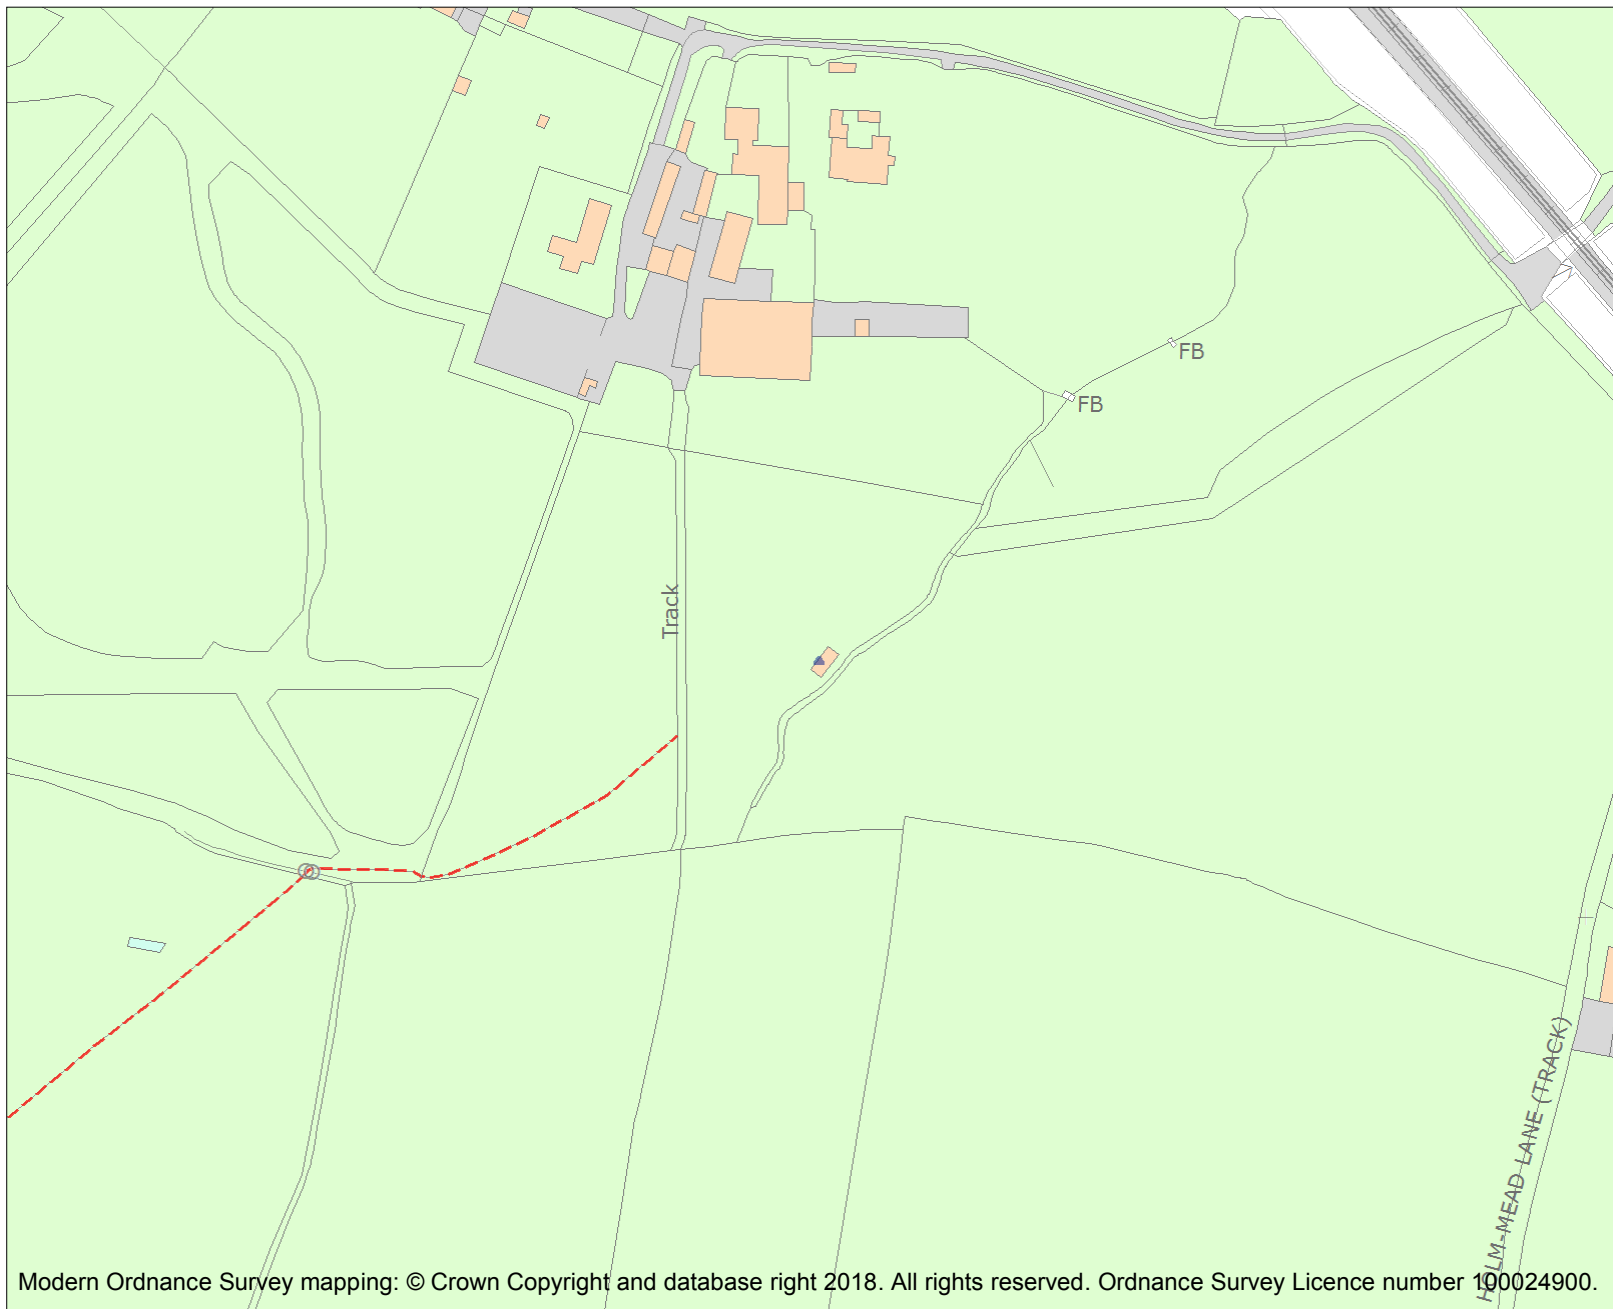 FB
FB
Track
HOLM-MEAD LANE (TRACK)
Modern Ordnance Survey mapping: © Crown Copyright and database right 2018. All rights reserved. Ordnance Survey Licence number 100024900.